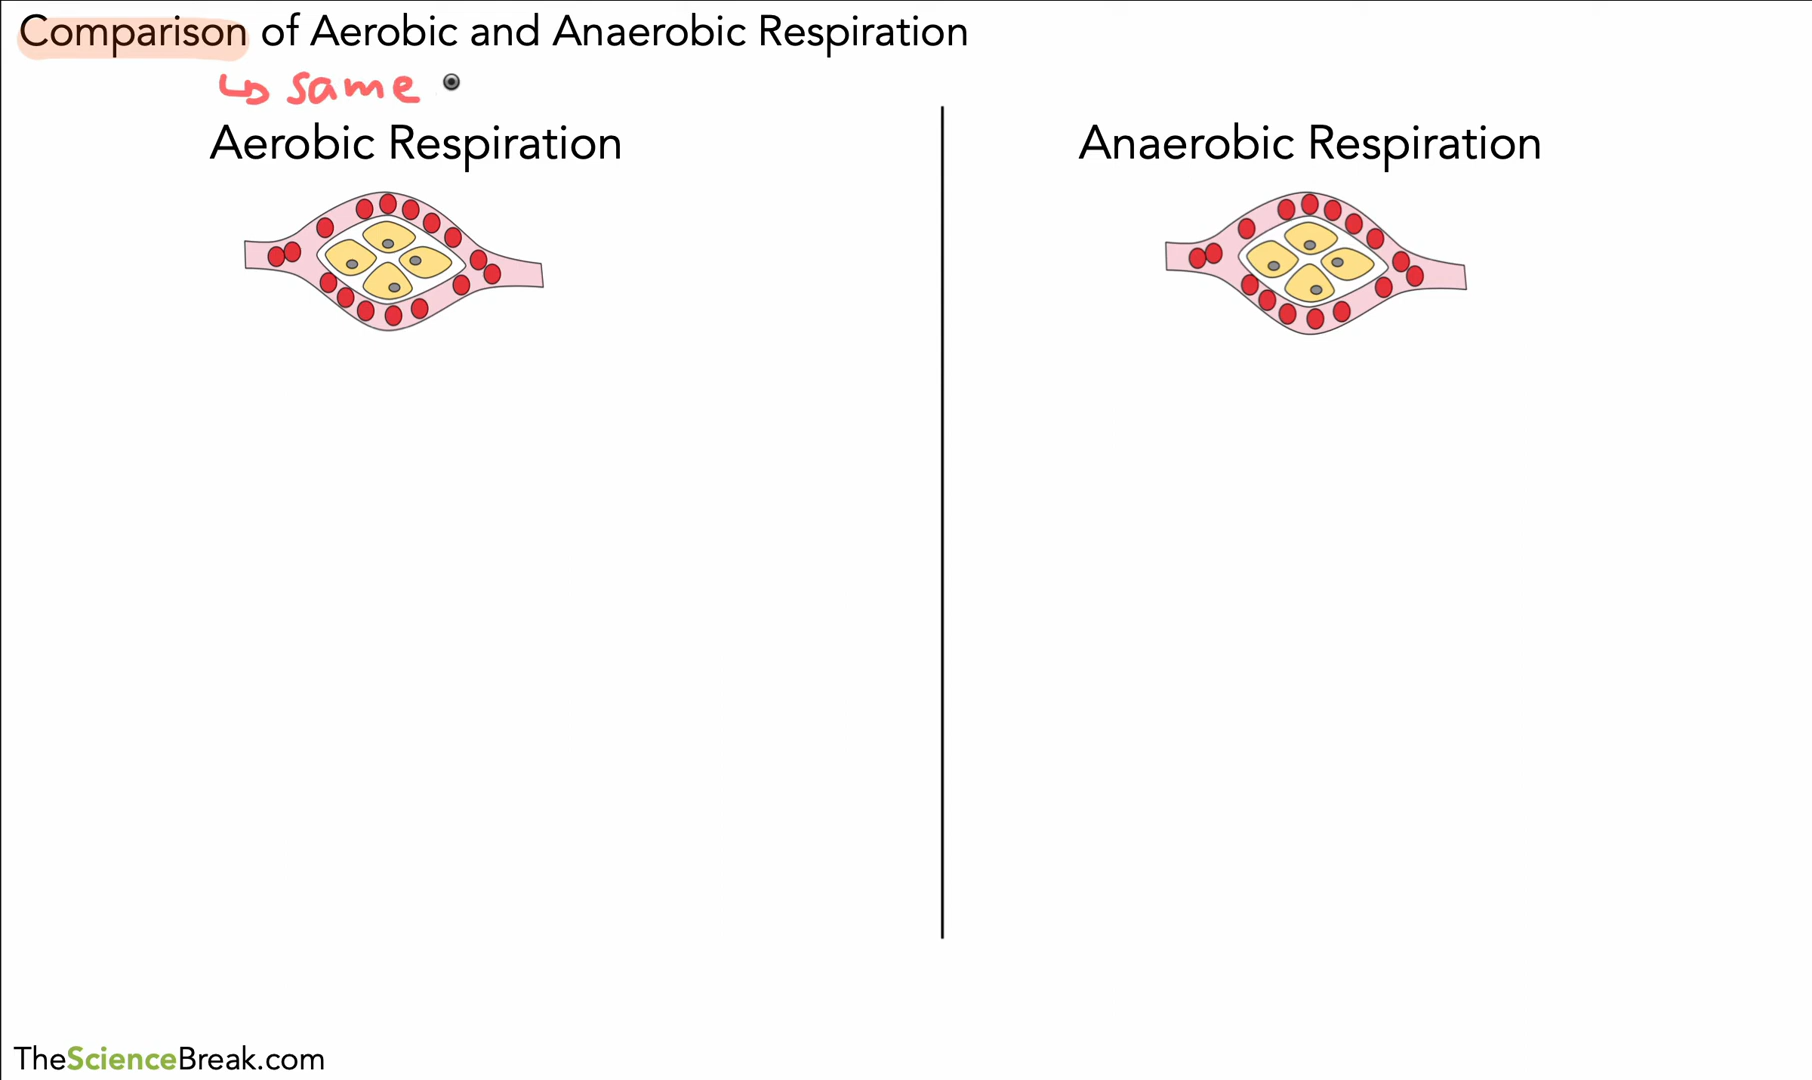 Comparison of Aerobic and Anaerobic Respiration
↳ same
Aerobic Respiration
Anaerobic Respiration
TheScienceBreak.com